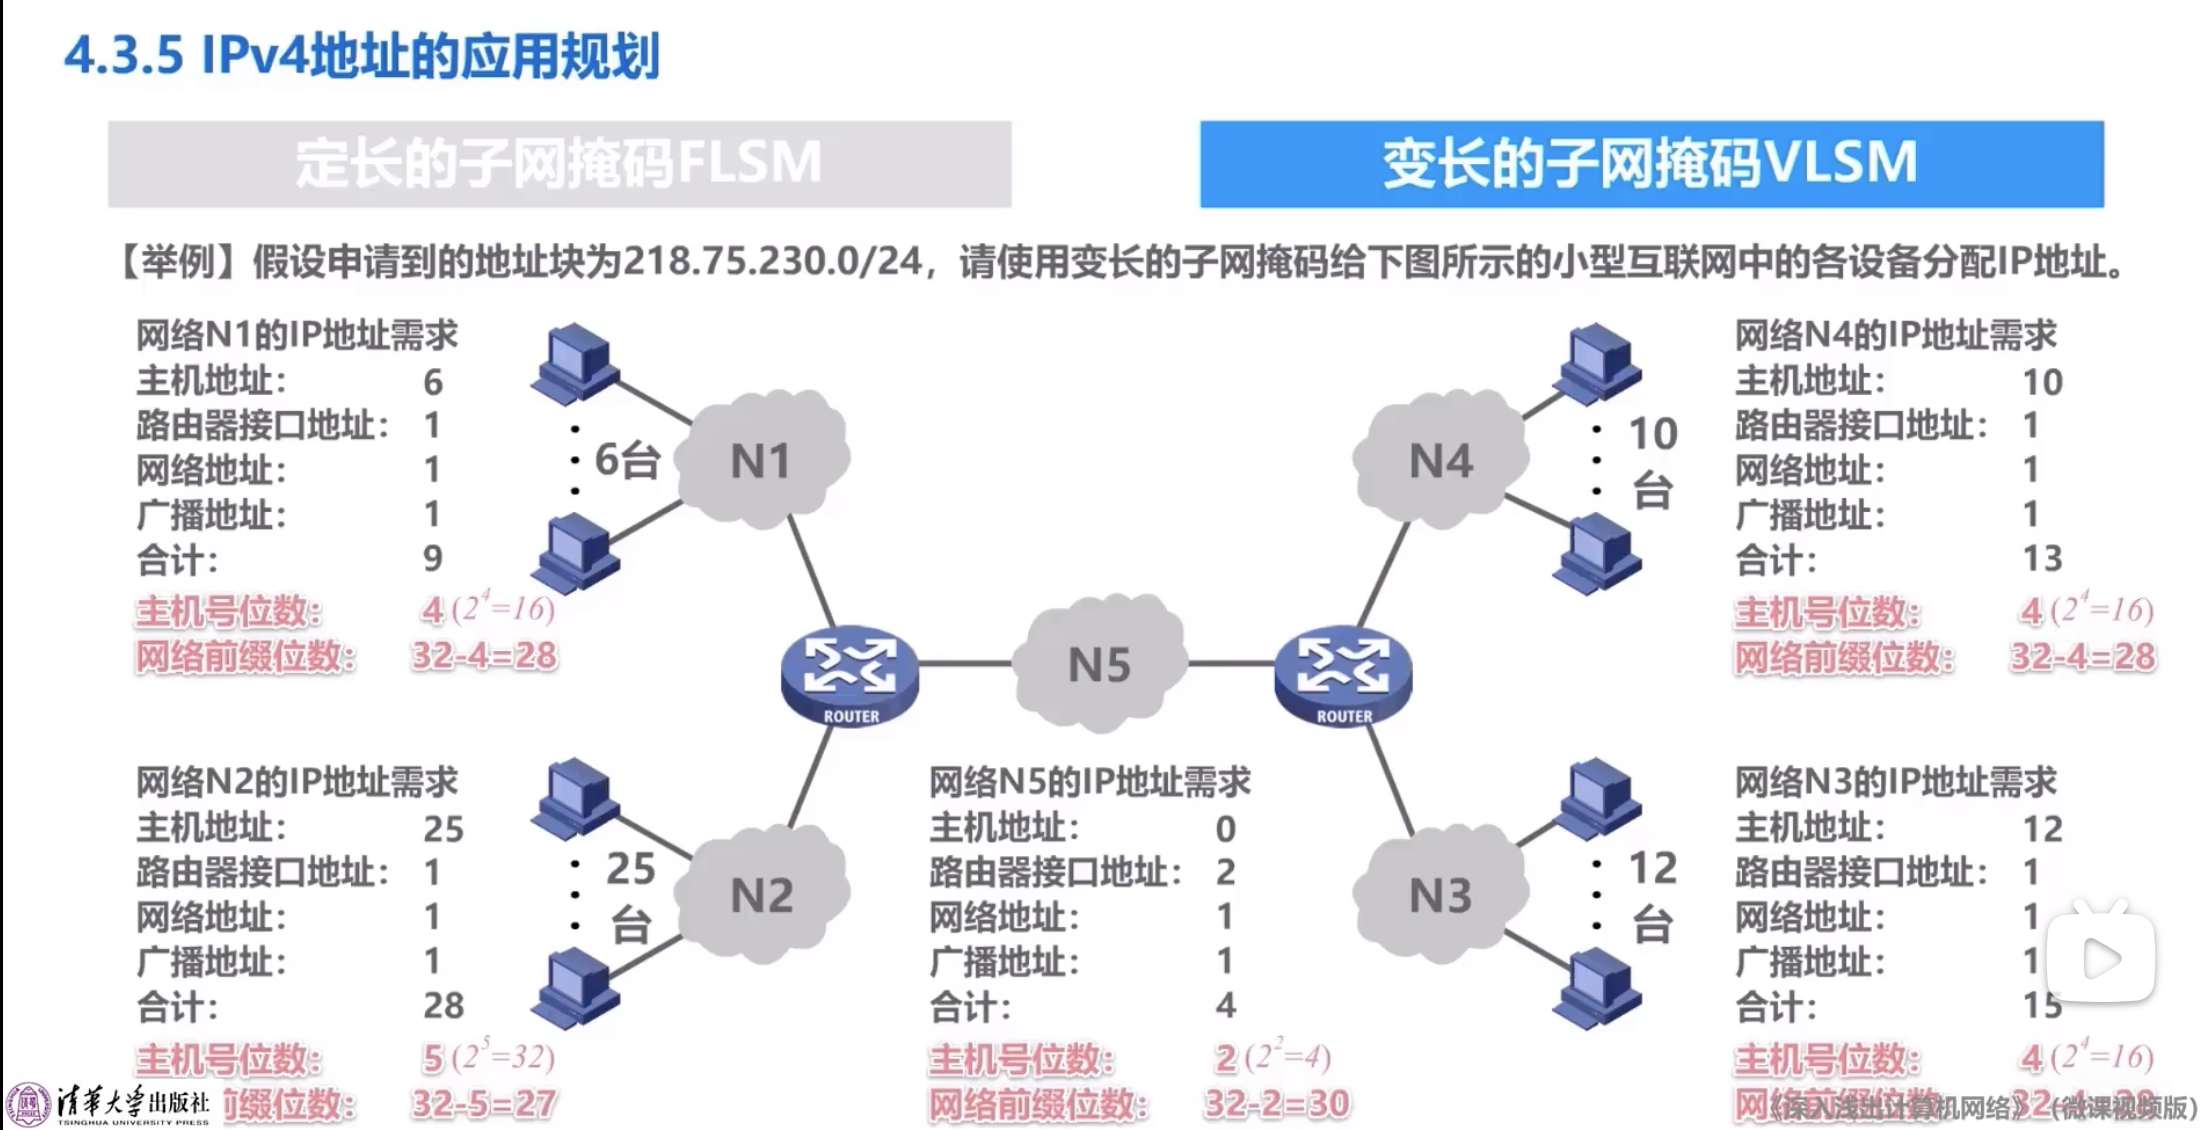 4.3.5 IPv4地址的应用规划
定长的子网掩码FLSM
变长的子网掩码VLSM
【举例】假设申请到的地址块为218.75.230.0/24，请使用变长的子网掩码给下图所示的小型互联网中的各设备分配IP地址。
网络N1的IP地址需求
主机地址： 6
路由器接口地址： 1
网络地址： 1
广播地址： 1
合计： 9
主机号位数： 4 (2^4=16)
网络前缀位数： 32-4=28
6台
N1
N4
10
台
网络N4的IP地址需求
主机地址： 10
路由器接口地址： 1
网络地址： 1
广播地址： 1
合计： 13
主机号位数： 4 (2^4=16)
网络前缀位数： 32-4=28
ROUTER
N5
ROUTER
网络N2的IP地址需求
主机地址： 25
路由器接口地址： 1
网络地址： 1
广播地址： 1
合计： 28
主机号位数： 5 (2^5=32)
前缀位数： 32-5=27
25
台
N2
网络N5的IP地址需求
主机地址： 0
路由器接口地址： 2
网络地址： 1
广播地址： 1
合计： 4
主机号位数： 2 (2^2=4)
网络前缀位数： 32-2=30
N3
12
台
网络N3的IP地址需求
主机地址： 12
路由器接口地址： 1
网络地址： 1
广播地址： 1
合计： 15
主机号位数： 4 (2^4=16)
网络前缀位数： 32-4=28
清华大学出版社
TSINGHUA UNIVERSITY PRESS
《深入浅出计算机网络》（微课视频版）